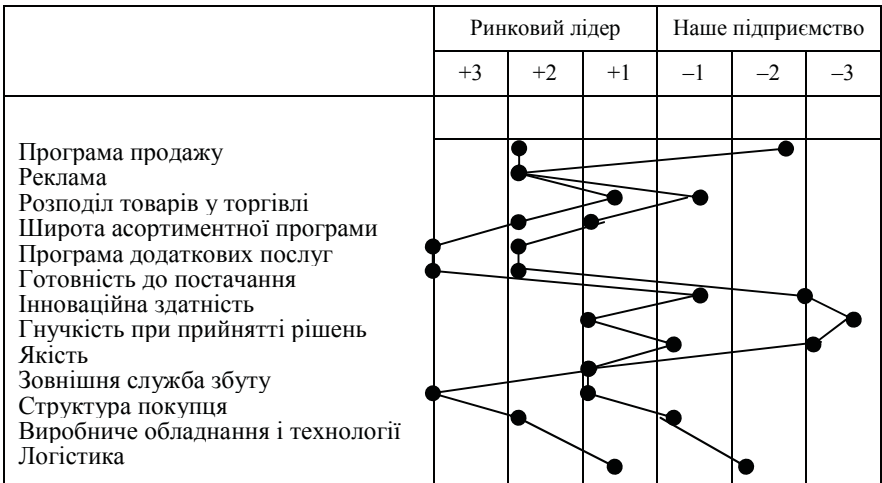 Ринковий лідер Наше підприємство
+3 +2 +1 –1 –2 –3
Програма продажу
Реклама
Розподіл товарів у торгівлі
Широта асортиментної програми
Програма додаткових послуг
Готовність до постачання
Інноваційна здатність
Гнучкість при прийнятті рішень
Якість
Зовнішня служба збуту
Структура покупця
Виробниче обладнання і технології
Логістика